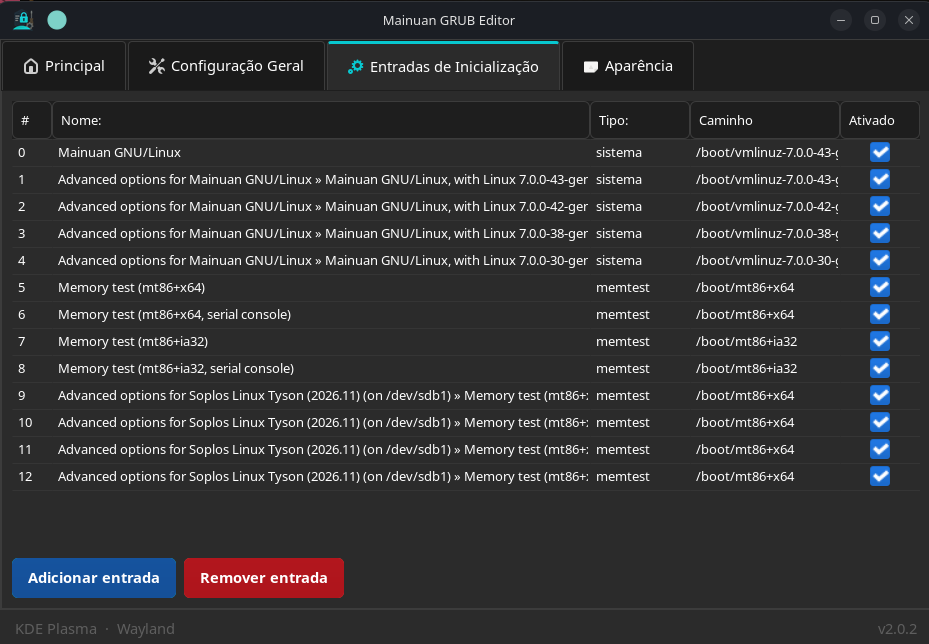 Mainuan GRUB Editor
Principal
Configuração Geral
Entradas de Inicialização
Aparência
# Nome: Tipo: Caminho Ativado
0 Mainuan GNU/Linux sistema /boot/vmlinuz-7.0.0-43-g
1 Advanced options for Mainuan GNU/Linux » Mainuan GNU/Linux, with Linux 7.0.0-43-ger sistema /boot/vmlinuz-7.0.0-43-g
2 Advanced options for Mainuan GNU/Linux » Mainuan GNU/Linux, with Linux 7.0.0-42-ger sistema /boot/vmlinuz-7.0.0-42-g
3 Advanced options for Mainuan GNU/Linux » Mainuan GNU/Linux, with Linux 7.0.0-38-ger sistema /boot/vmlinuz-7.0.0-38-g
4 Advanced options for Mainuan GNU/Linux » Mainuan GNU/Linux, with Linux 7.0.0-30-ger sistema /boot/vmlinuz-7.0.0-30-g
5 Memory test (mt86+x64) memtest /boot/mt86+x64
6 Memory test (mt86+x64, serial console) memtest /boot/mt86+x64
7 Memory test (mt86+ia32) memtest /boot/mt86+ia32
8 Memory test (mt86+ia32, serial console) memtest /boot/mt86+ia32
9 Advanced options for Soplos Linux Tyson (2026.11) (on /dev/sdb1) » Memory test (mt86+ memtest /boot/mt86+x64
10 Advanced options for Soplos Linux Tyson (2026.11) (on /dev/sdb1) » Memory test (mt86+ memtest /boot/mt86+x64
11 Advanced options for Soplos Linux Tyson (2026.11) (on /dev/sdb1) » Memory test (mt86+ memtest /boot/mt86+x64
12 Advanced options for Soplos Linux Tyson (2026.11) (on /dev/sdb1) » Memory test (mt86+ memtest /boot/mt86+x64
Adicionar entrada
Remover entrada
KDE Plasma · Wayland
v2.0.2